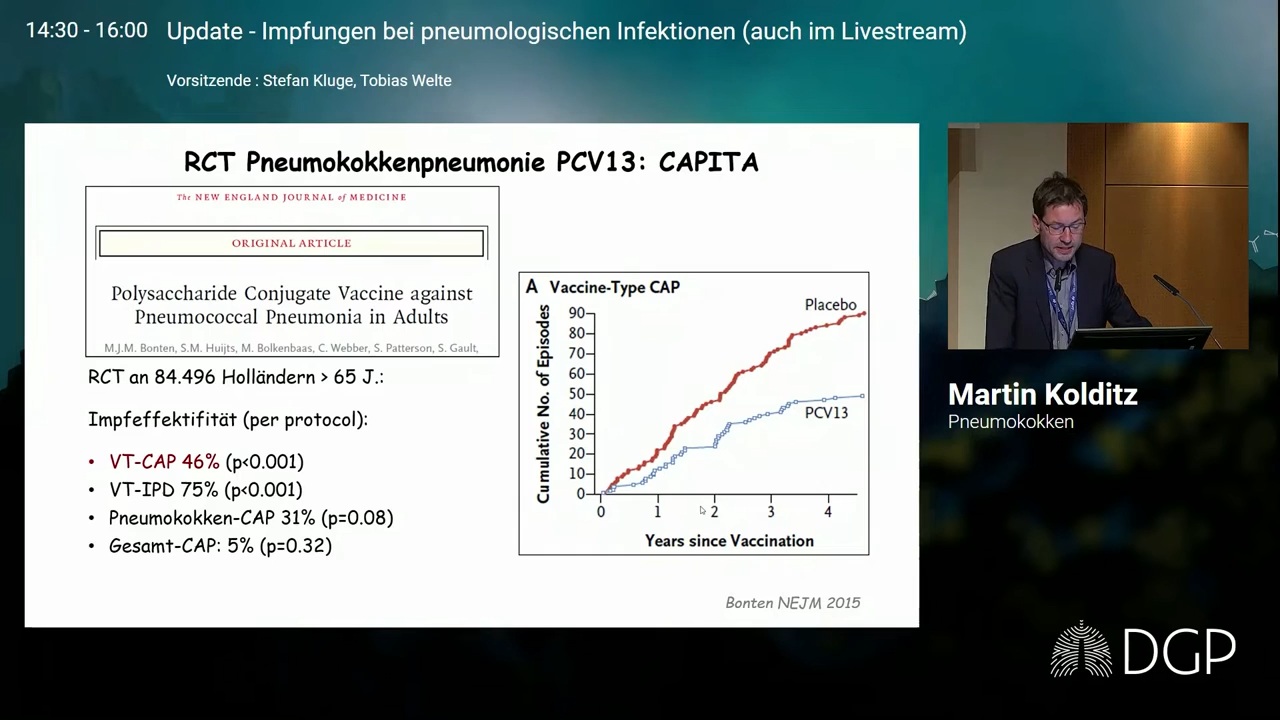 14:30 - 16:00 Update - Impfungen bei pneumologischen Infektionen (auch im Livestream)
Vorsitzende : Stefan Kluge, Tobias Welte
RCT Pneumokokkenpneumonie PCV13: CAPITA
The NEW ENGLAND JOURNAL of MEDICINE
ORIGINAL ARTICLE
Polysaccharide Conjugate Vaccine against
Pneumococcal Pneumonia in Adults
M.J.M. Bonten, S.M. Huijts, M. Bolkenbaas, C. Webber, S. Patterson, S. Gault,
RCT an 84.496 Holländern > 65 J.:
Impfeffektifität (per protocol):
• VT-CAP 46% (p<0.001)
• VT-IPD 75% (p<0.001)
• Pneumokokken-CAP 31% (p=0.08)
• Gesamt-CAP: 5% (p=0.32)
A Vaccine-Type CAP
Cumulative No. of Episodes
90
80
70
60
50
40
30
20
10
0
Placebo
PCV13
0 1 2 3 4
Years since Vaccination
Bonten NEJM 2015
Martin Kolditz
Pneumokokken
DGP